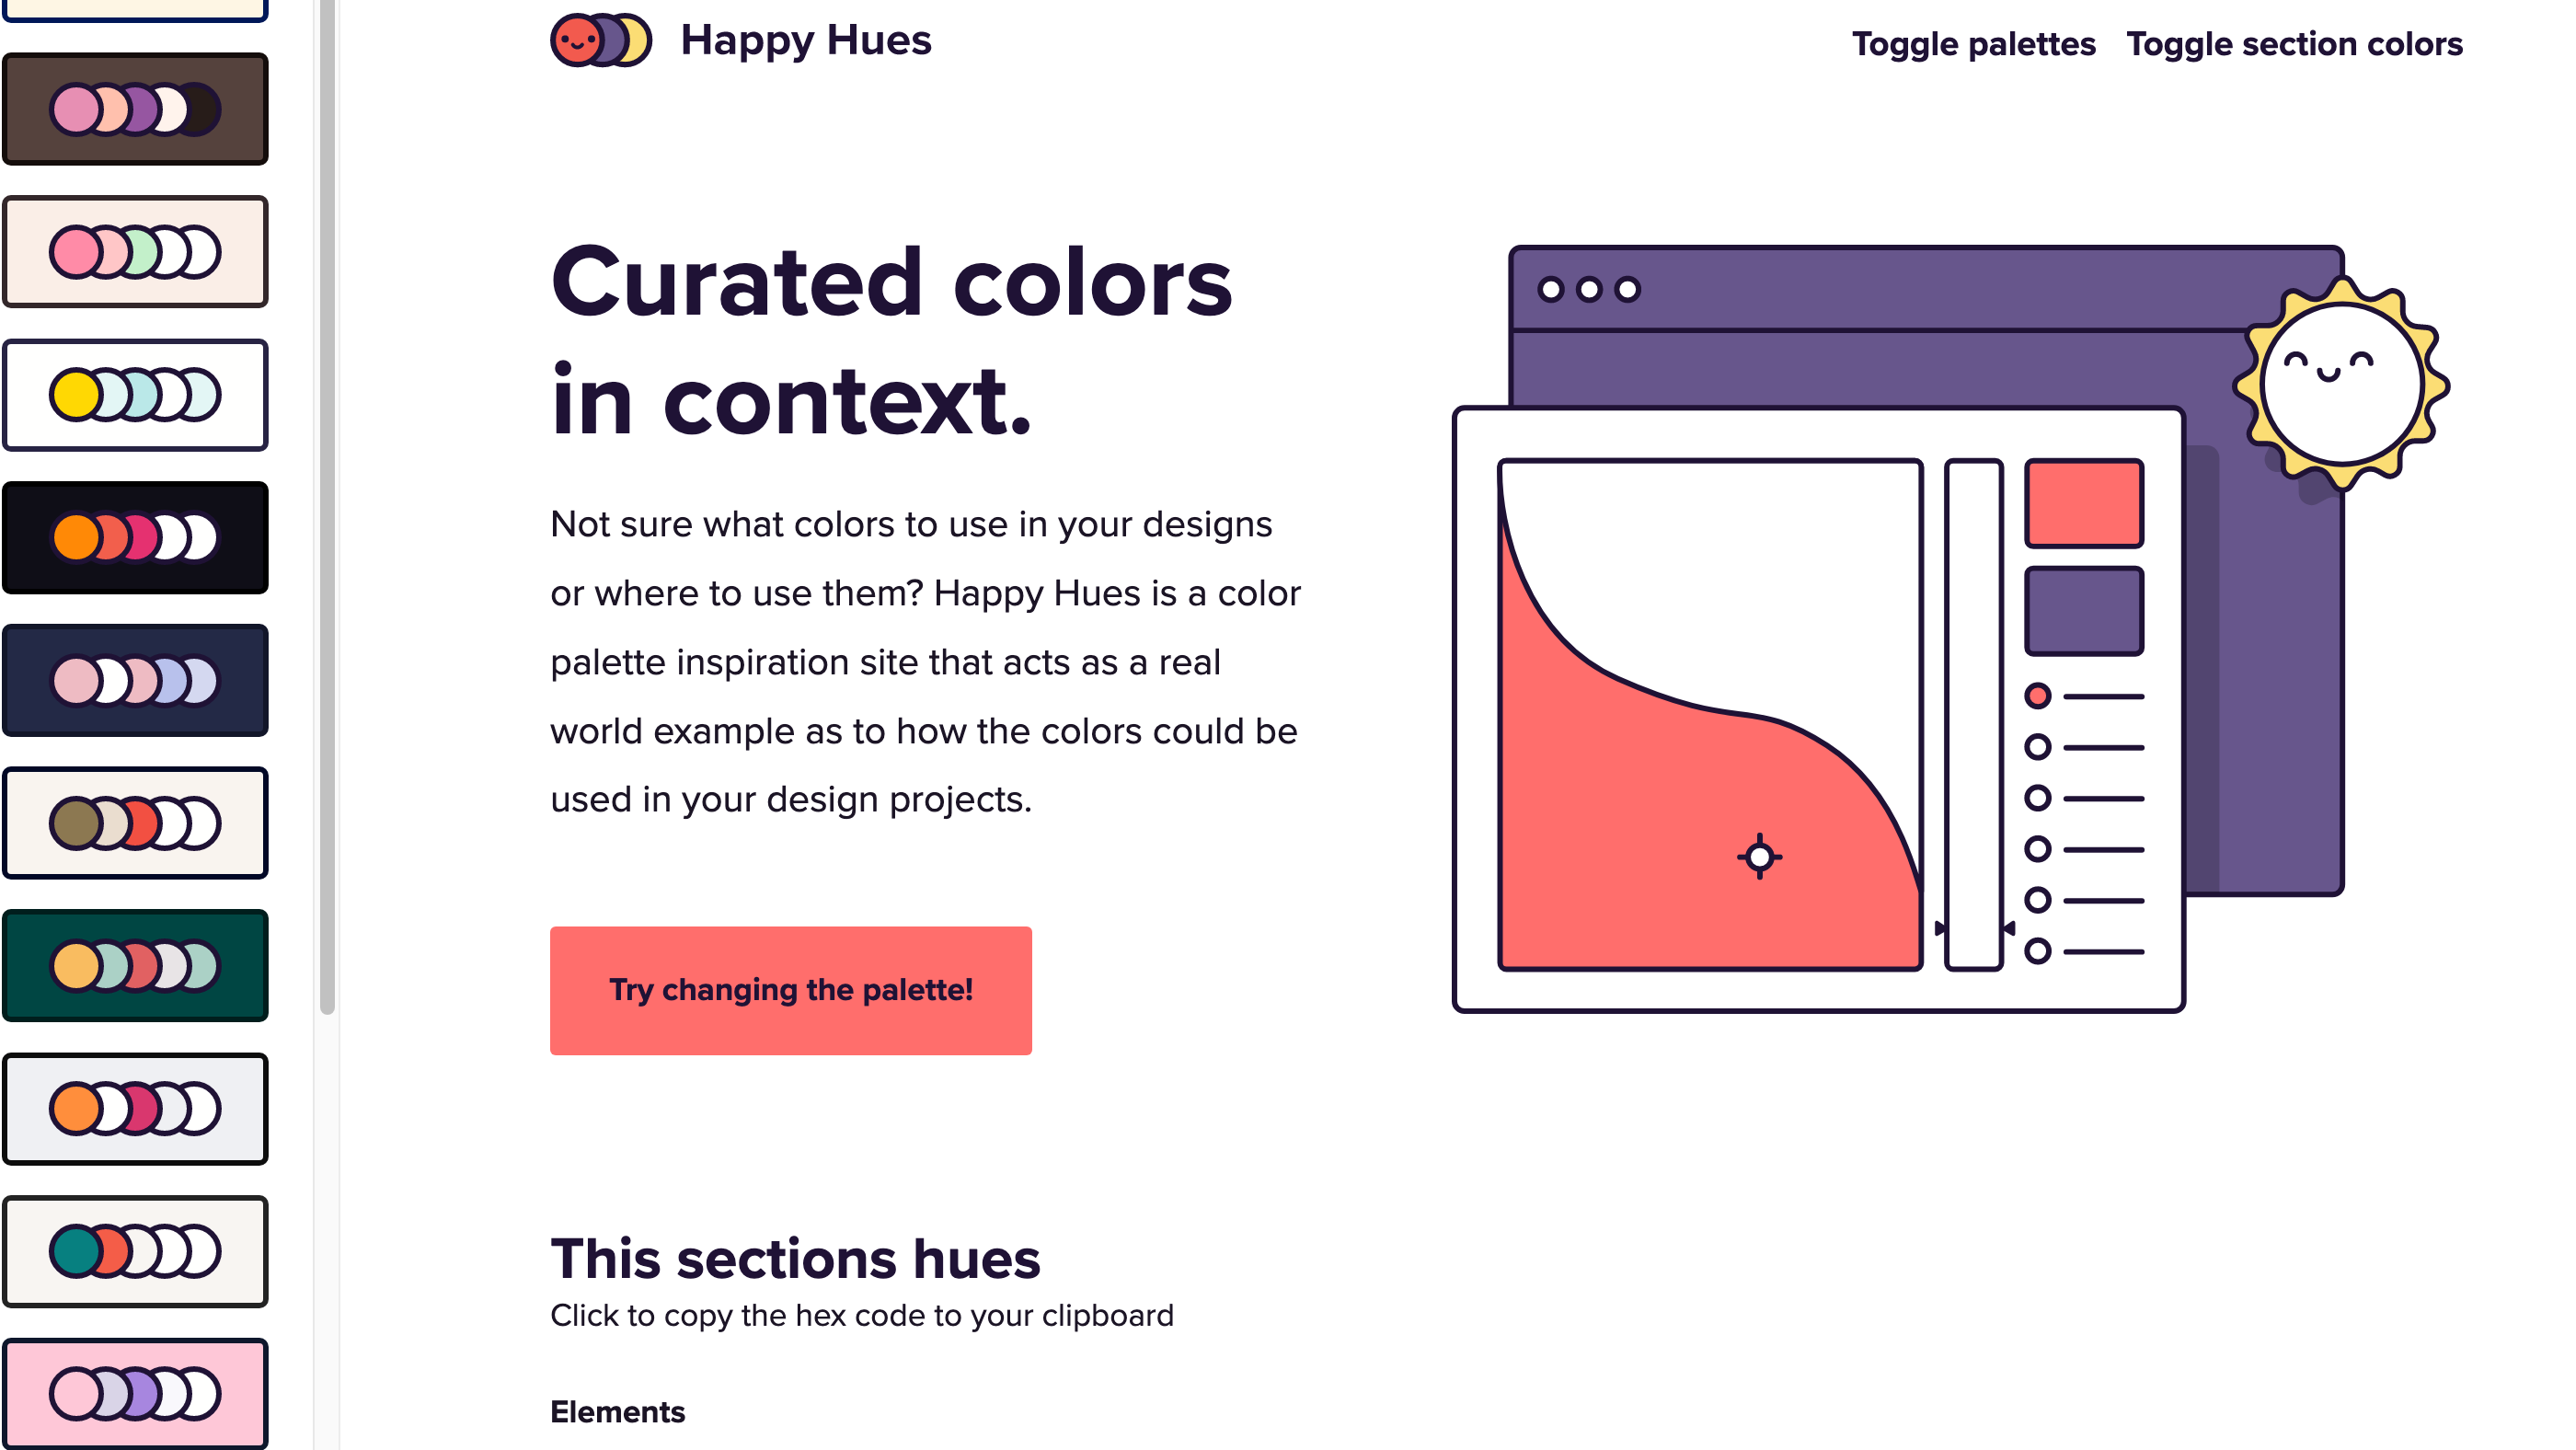 Happy Hues
Toggle palettes
Toggle section colors
Curated colors
in context.
Not sure what colors to use in your designs
or where to use them? Happy Hues is a color
palette inspiration site that acts as a real
world example as to how the colors could be
used in your design projects.
Try changing the palette!
This sections hues
Click to copy the hex code to your clipboard
Elements